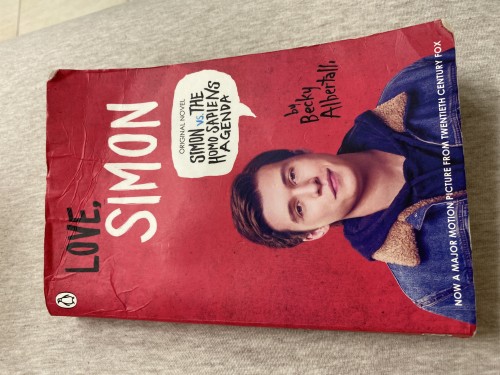 LOVE,
SIMON
ORIGINAL NOVEL
SIMON VS. THE
HOMO SAPIENS
AGENDA
by
Becky
Albertalli
NOW A MAJOR MOTION PICTURE FROM TWENTIETH CENTURY FOX